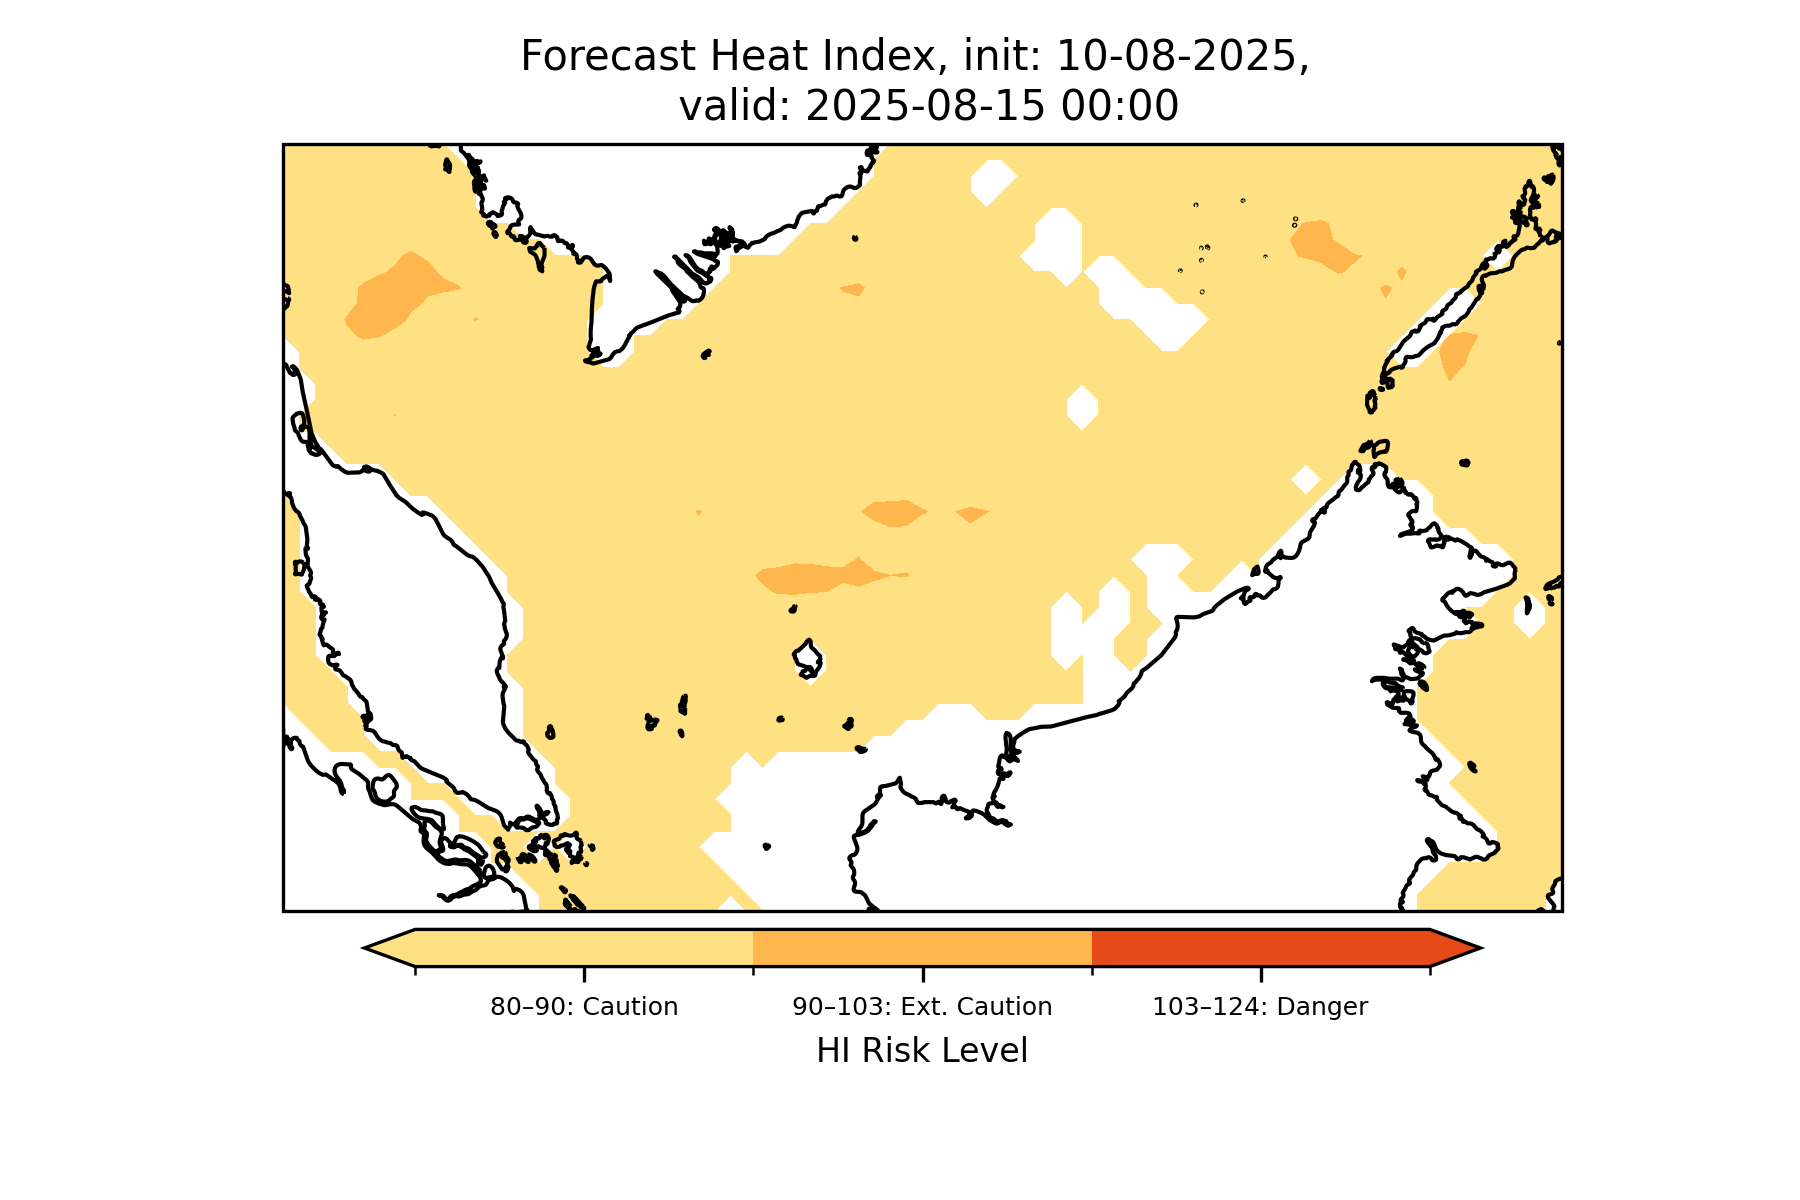 Forecast Heat Index, init: 10-08-2025,
valid: 2025-08-15 00:00
80–90: Caution
90–103: Ext. Caution
103–124: Danger
HI Risk Level